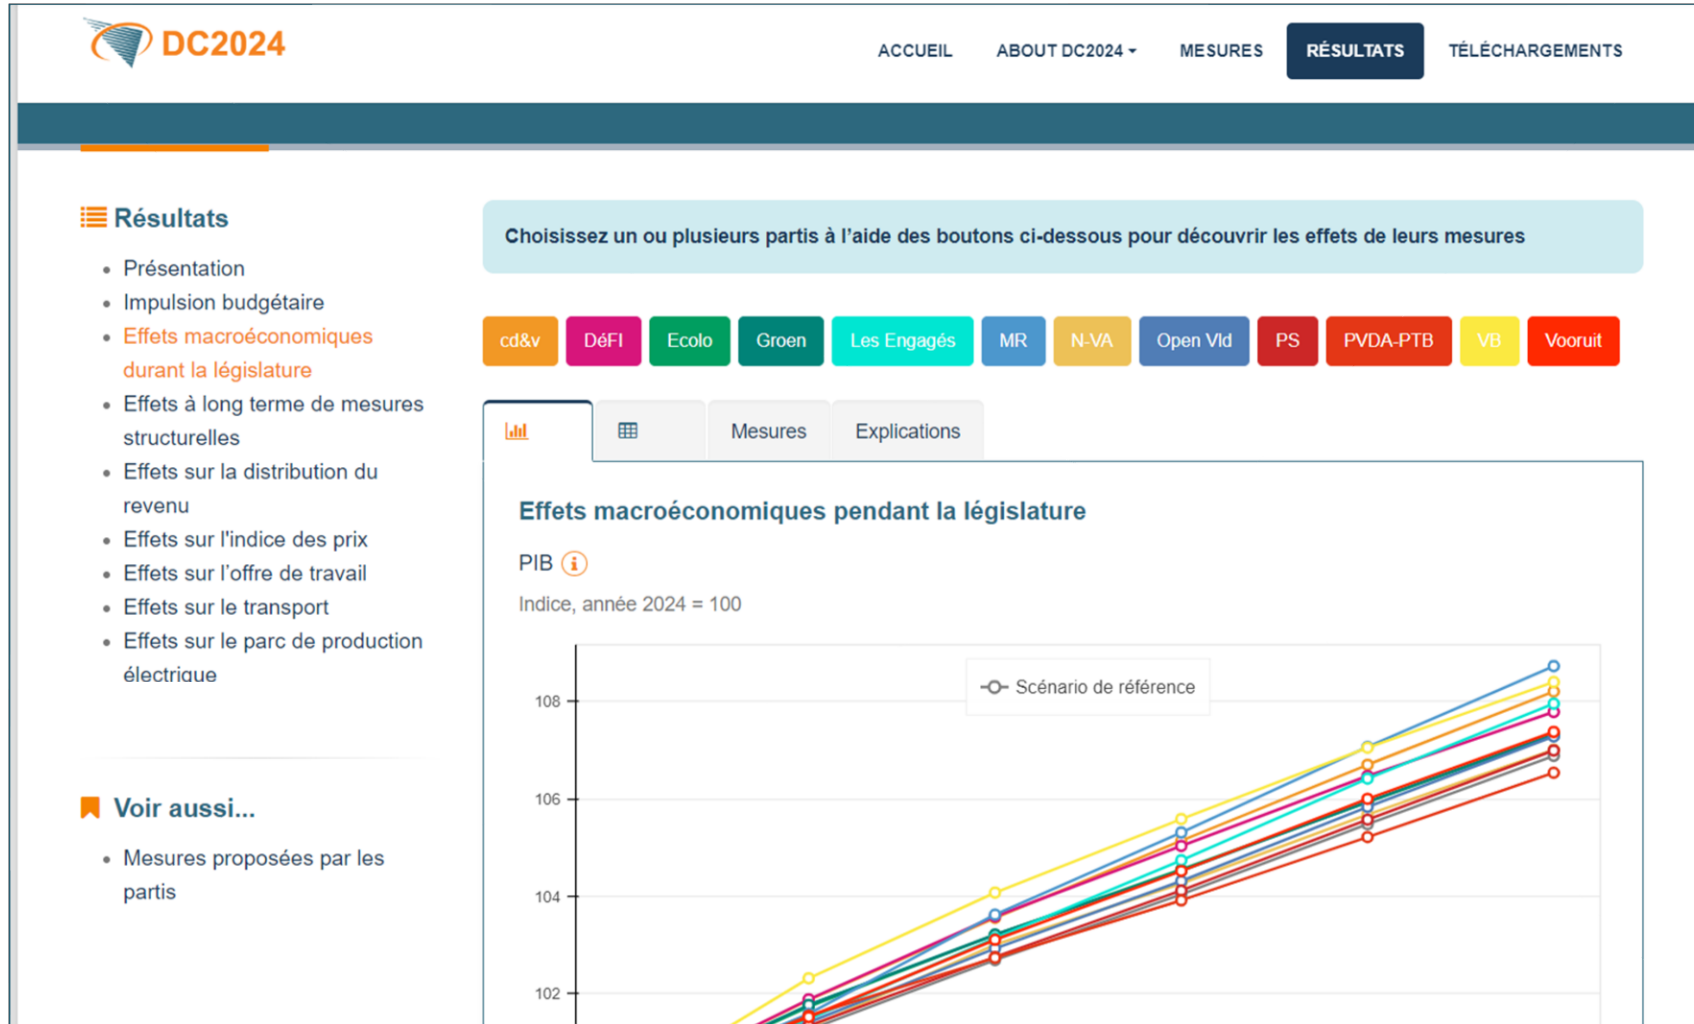 DC2024
ACCUEIL
ABOUT DC2024
MESURES
RÉSULTATS
TÉLÉCHARGEMENTS
Résultats
Présentation
Impulsion budgétaire
Effets macroéconomiques
durant la législature
Effets à long terme de mesures
structurelles
Effets sur la distribution du
revenu
Effets sur l'indice des prix
Effets sur l’offre de travail
Effets sur le transport
Effets sur le parc de production
électrique
Voir aussi...
Mesures proposées par les
partis
Choisissez un ou plusieurs partis à l’aide des boutons ci-dessous pour découvrir les effets de leurs mesures
cd&v
DéFI
Ecolo
Groen
Les Engagés
MR
N-VA
Open Vld
PS
PVDA-PTB
VB
Vooruit
Mesures
Explications
Effets macroéconomiques pendant la législature
PIB
Indice, année 2024 = 100
Scénario de référence
108
106
104
102